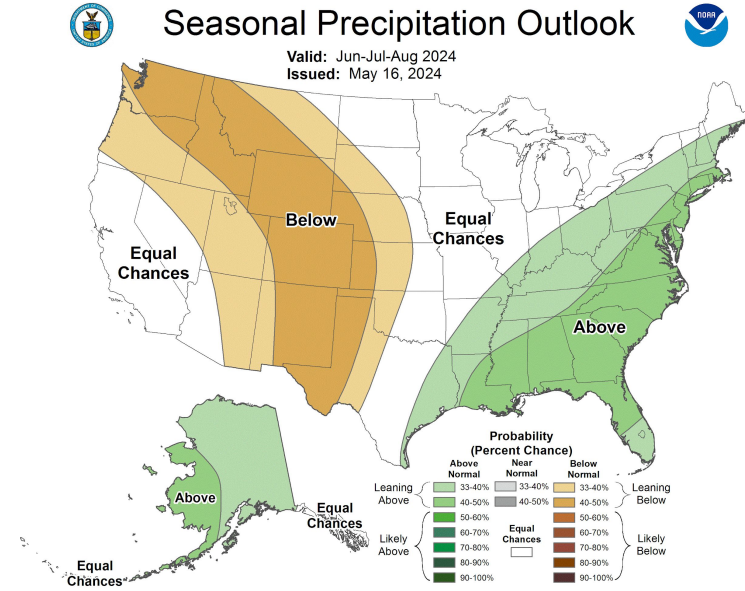 Seasonal Precipitation Outlook
Valid: Jun-Jul-Aug 2024
Issued: May 16, 2024
NOAA
Below
Equal
Chances
Equal
Chances
Above
Above
Equal
Chances
Equal
Chances
Probability
(Percent Chance)
Above
Normal
Near
Normal
Below
Normal
Leaning
Above
33-40%
33-40%
33-40%
Leaning
Below
40-50%
40-50%
40-50%
Likely
Above
50-60%
60-70%
70-80%
80-90%
90-100%
Equal
Chances
50-60%
60-70%
70-80%
80-90%
90-100%
Likely
Below